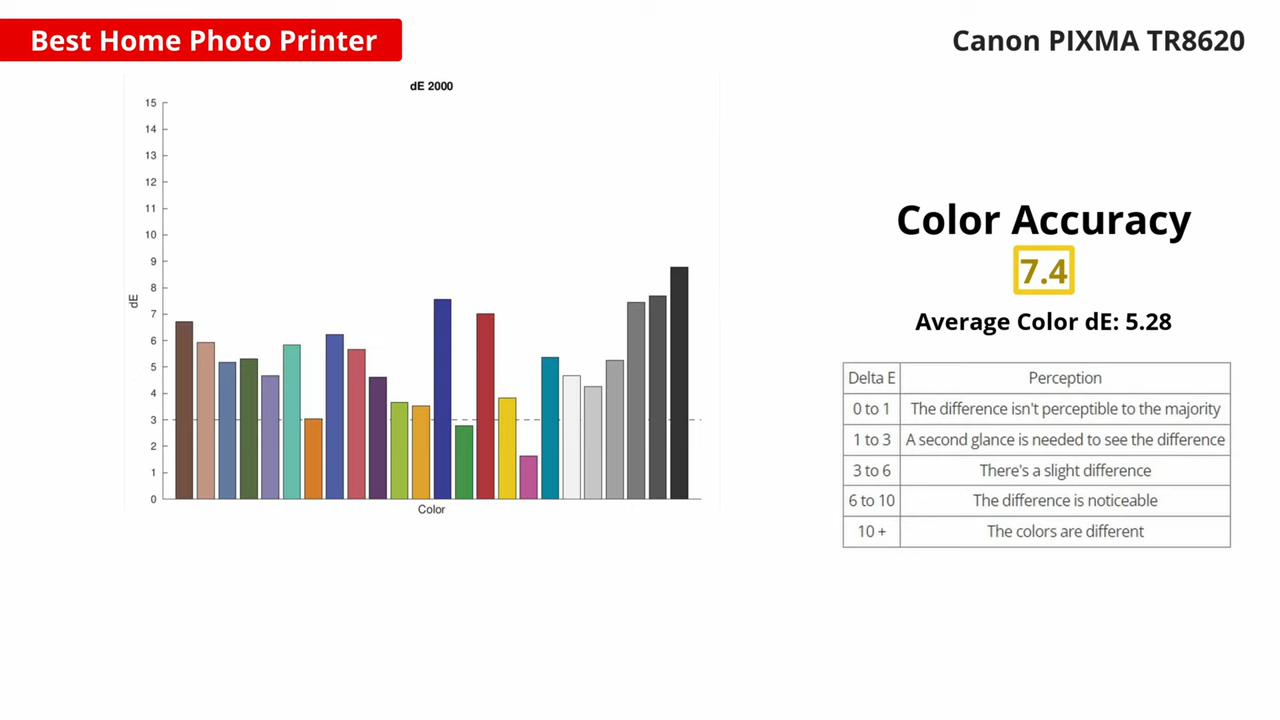 Best Home Photo Printer
Canon PIXMA TR8620
dE 2000
15
14
13
12
11
10
9
8
7
6
5
4
3
2
1
0
dE
Color
Color Accuracy
7.4
Average Color dE: 5.28
Delta E Perception
0 to 1 The difference isn't perceptible to the majority
1 to 3 A second glance is needed to see the difference
3 to 6 There's a slight difference
6 to 10 The difference is noticeable
10 + The colors are different